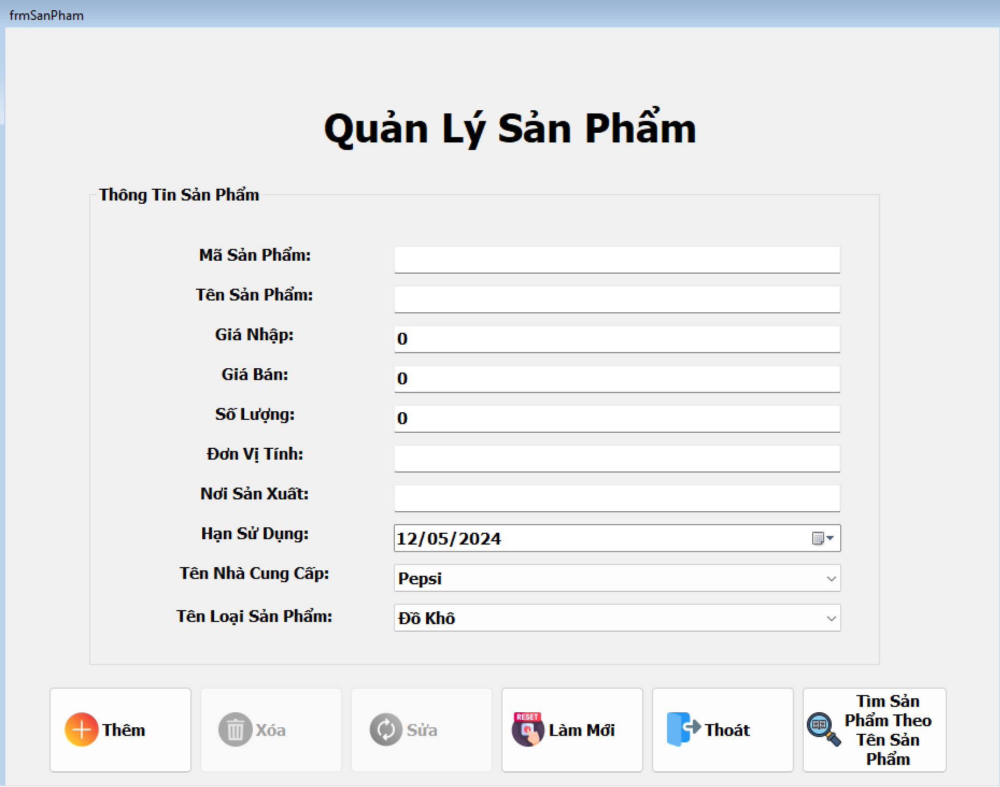 frmSanPham
Quản Lý Sản Phẩm
Thông Tin Sản Phẩm
Mã Sản Phẩm:
Tên Sản Phẩm:
Giá Nhập:
0
Giá Bán:
0
Số Lượng:
0
Đơn Vị Tính:
Nơi Sản Xuất:
Hạn Sử Dụng:
12/05/2024
Tên Nhà Cung Cấp:
Pepsi
Tên Loại Sản Phẩm:
Đồ Khô
Thêm
Xóa
Sửa
RESET
Làm Mới
Thoát
Tìm Sản
Phẩm Theo
Tên Sản
Phẩm